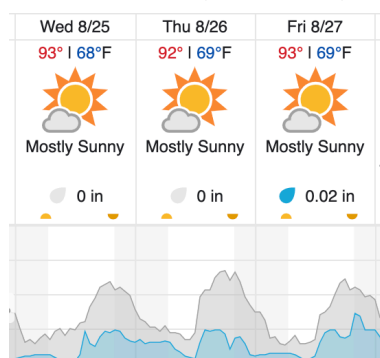 Wed 8/25 Thu 8/26 Fri 8/27
93° | 68°F 92° | 69°F 93° | 69°F
Mostly Sunny Mostly Sunny Mostly Sunny
0 in 0 in 0.02 in